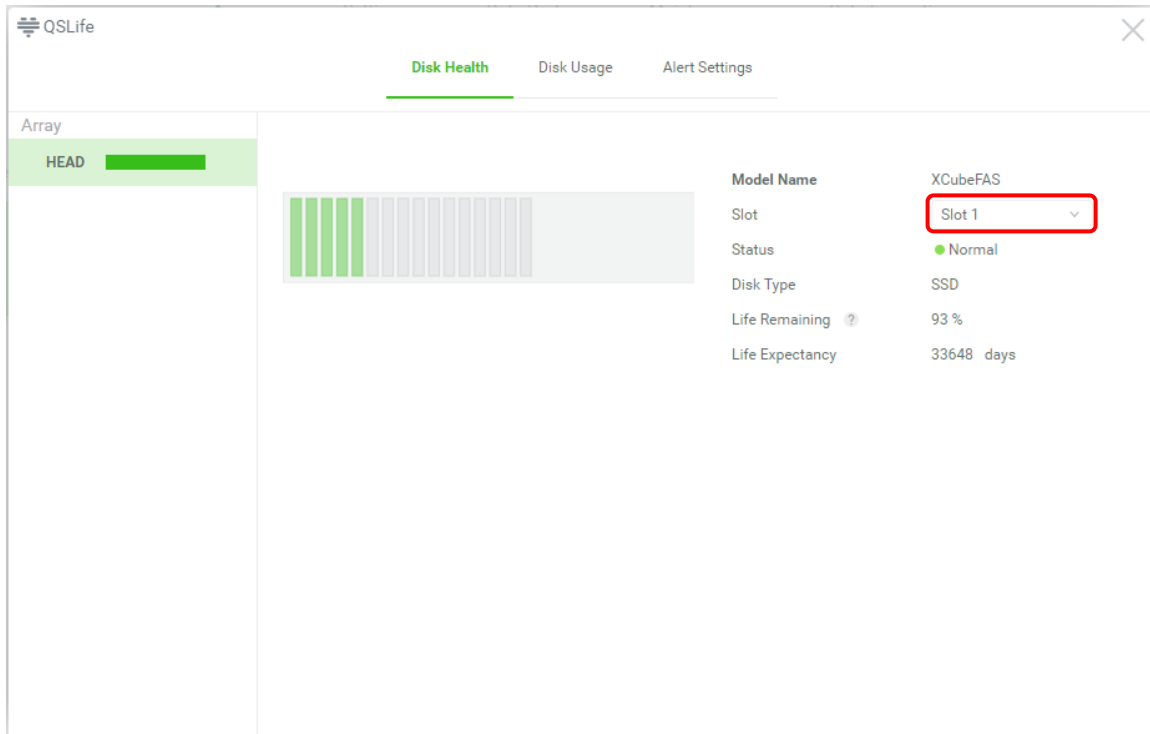 QSLife
Disk Health Disk Usage Alert Settings
Array
HEAD
Model Name XCubeFAS
Slot Slot 1
Status Normal
Disk Type SSD
Life Remaining ? 93 %
Life Expectancy 33648 days